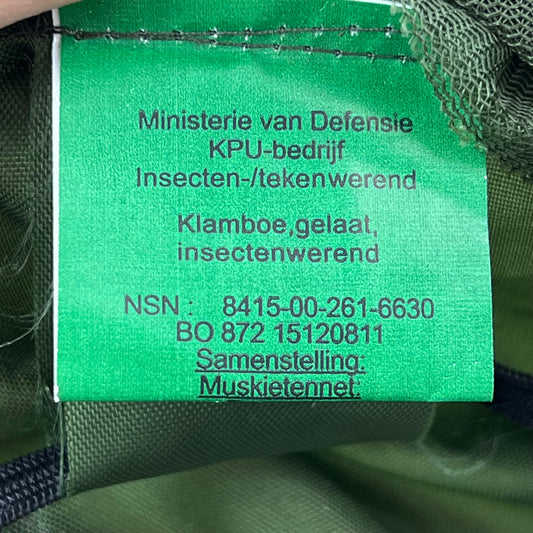 Ministerie van Defensie
KPU-bedrijf
Insecten-/tekenwerend
Klamboe,gelaat,
insectenwerend
NSN : 8415-00-261-6630
BO 872 15120811
Samenstelling:
Muskietennet: